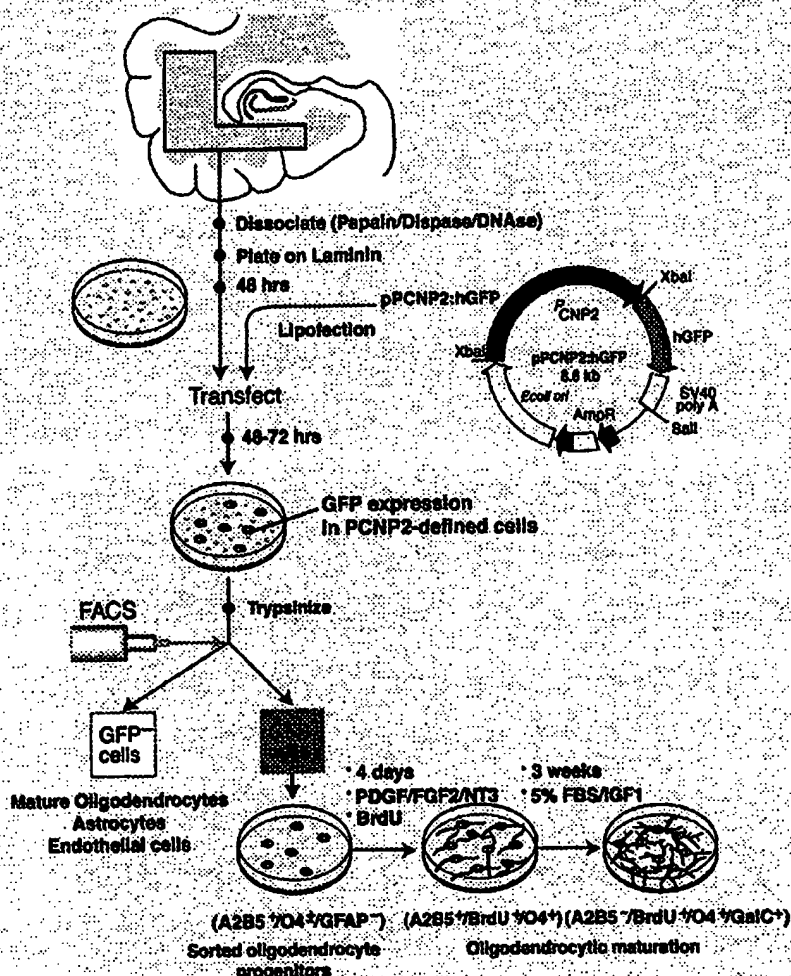 Dissociate (Papain/Dispase/DNAse)
Plate on Laminin
48 hrs
pPCNP2:hGFP
Lipofection
Transfect
48-72 hrs
XbaI
PCNP2
hGFP
XbaI
pPCNP2:hGFP
8.6 kb
SV40
poly A
Ecoli ori
AmpR
SalI
GFP expression
in PCNP2-defined cells
Trypsinize
FACS
GFP–
cells
Mature Oligodendrocytes
Astrocytes
Endothelial cells
• 4 days
• PDGF/FGF2/NT3
• BrdU
• 3 weeks
• 5% FBS/IGF1
(A2B5+/O4±/GFAP–)
Sorted oligodendrocyte
progenitors
(A2B5+/BrdU+/O4+)
(A2B5–/BrdU+/O4+/GalC+)
Oligodendrocytic maturation